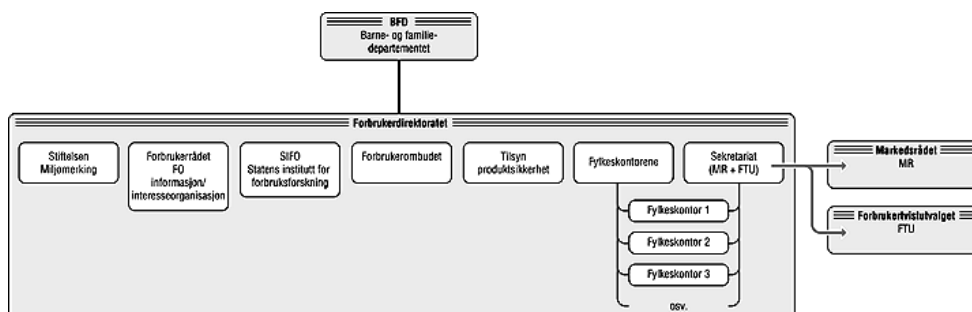 BFD
Barne- og familie-
departementet
Forbrukerdirektoratet
Stiftelsen
Miljømerking
Forbrukerrådet
FO
informasjon/
interesseorganisasjon
SIFO
Statens institutt for
forbruksforskning
Forbrukerombudet
Tilsyn
produktsikkerhet
Fylkeskontorene
Sekretariat
(MR + FTU)
Fylkeskontor 1
Fylkeskontor 2
Fylkeskontor 3
osv.
Markedsrådet
MR
Forbrukertvistutvalget
FTU